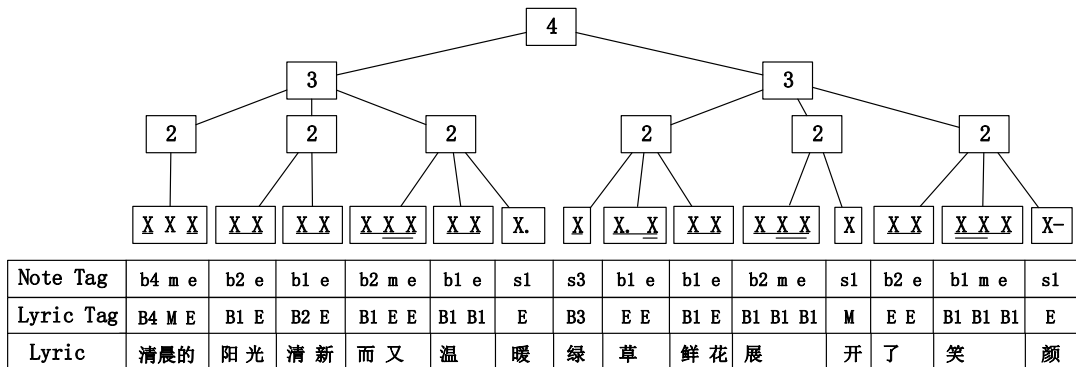 4
3 3
2 2 2 2 2 2
X X X X X X X X X X X X X. X X. X X X X X X X X X X X X X-
Note Tag b4 m e b2 e b1 e b2 m e b1 e s1 s3 b1 e b1 e b2 m e s1 b2 e b1 m e s1
Lyric Tag B4 M E B1 E B2 E B1 E E B1 B1 E B3 E E B1 E B1 B1 B1 M E E B1 B1 B1 E
Lyric 清晨的 阳 光 清 新 而 又 温 暖 绿 草 鲜 花 展 开 了 笑 颜